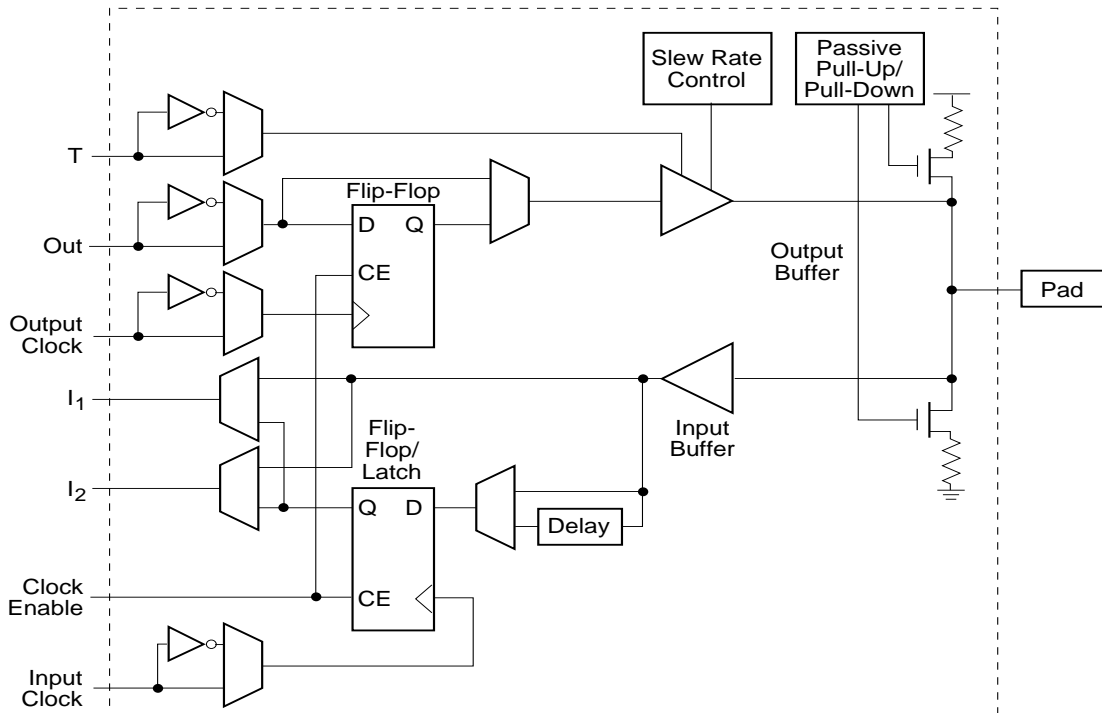 Slew Rate
Control
Passive
Pull-Up/
Pull-Down
T
Flip-Flop
D Q
Out
CE
Output
Buffer
Pad
Output
Clock
I1
Flip-
Flop/
Latch
Input
Buffer
I2
Q D
Delay
Clock
Enable
CE
Input
Clock